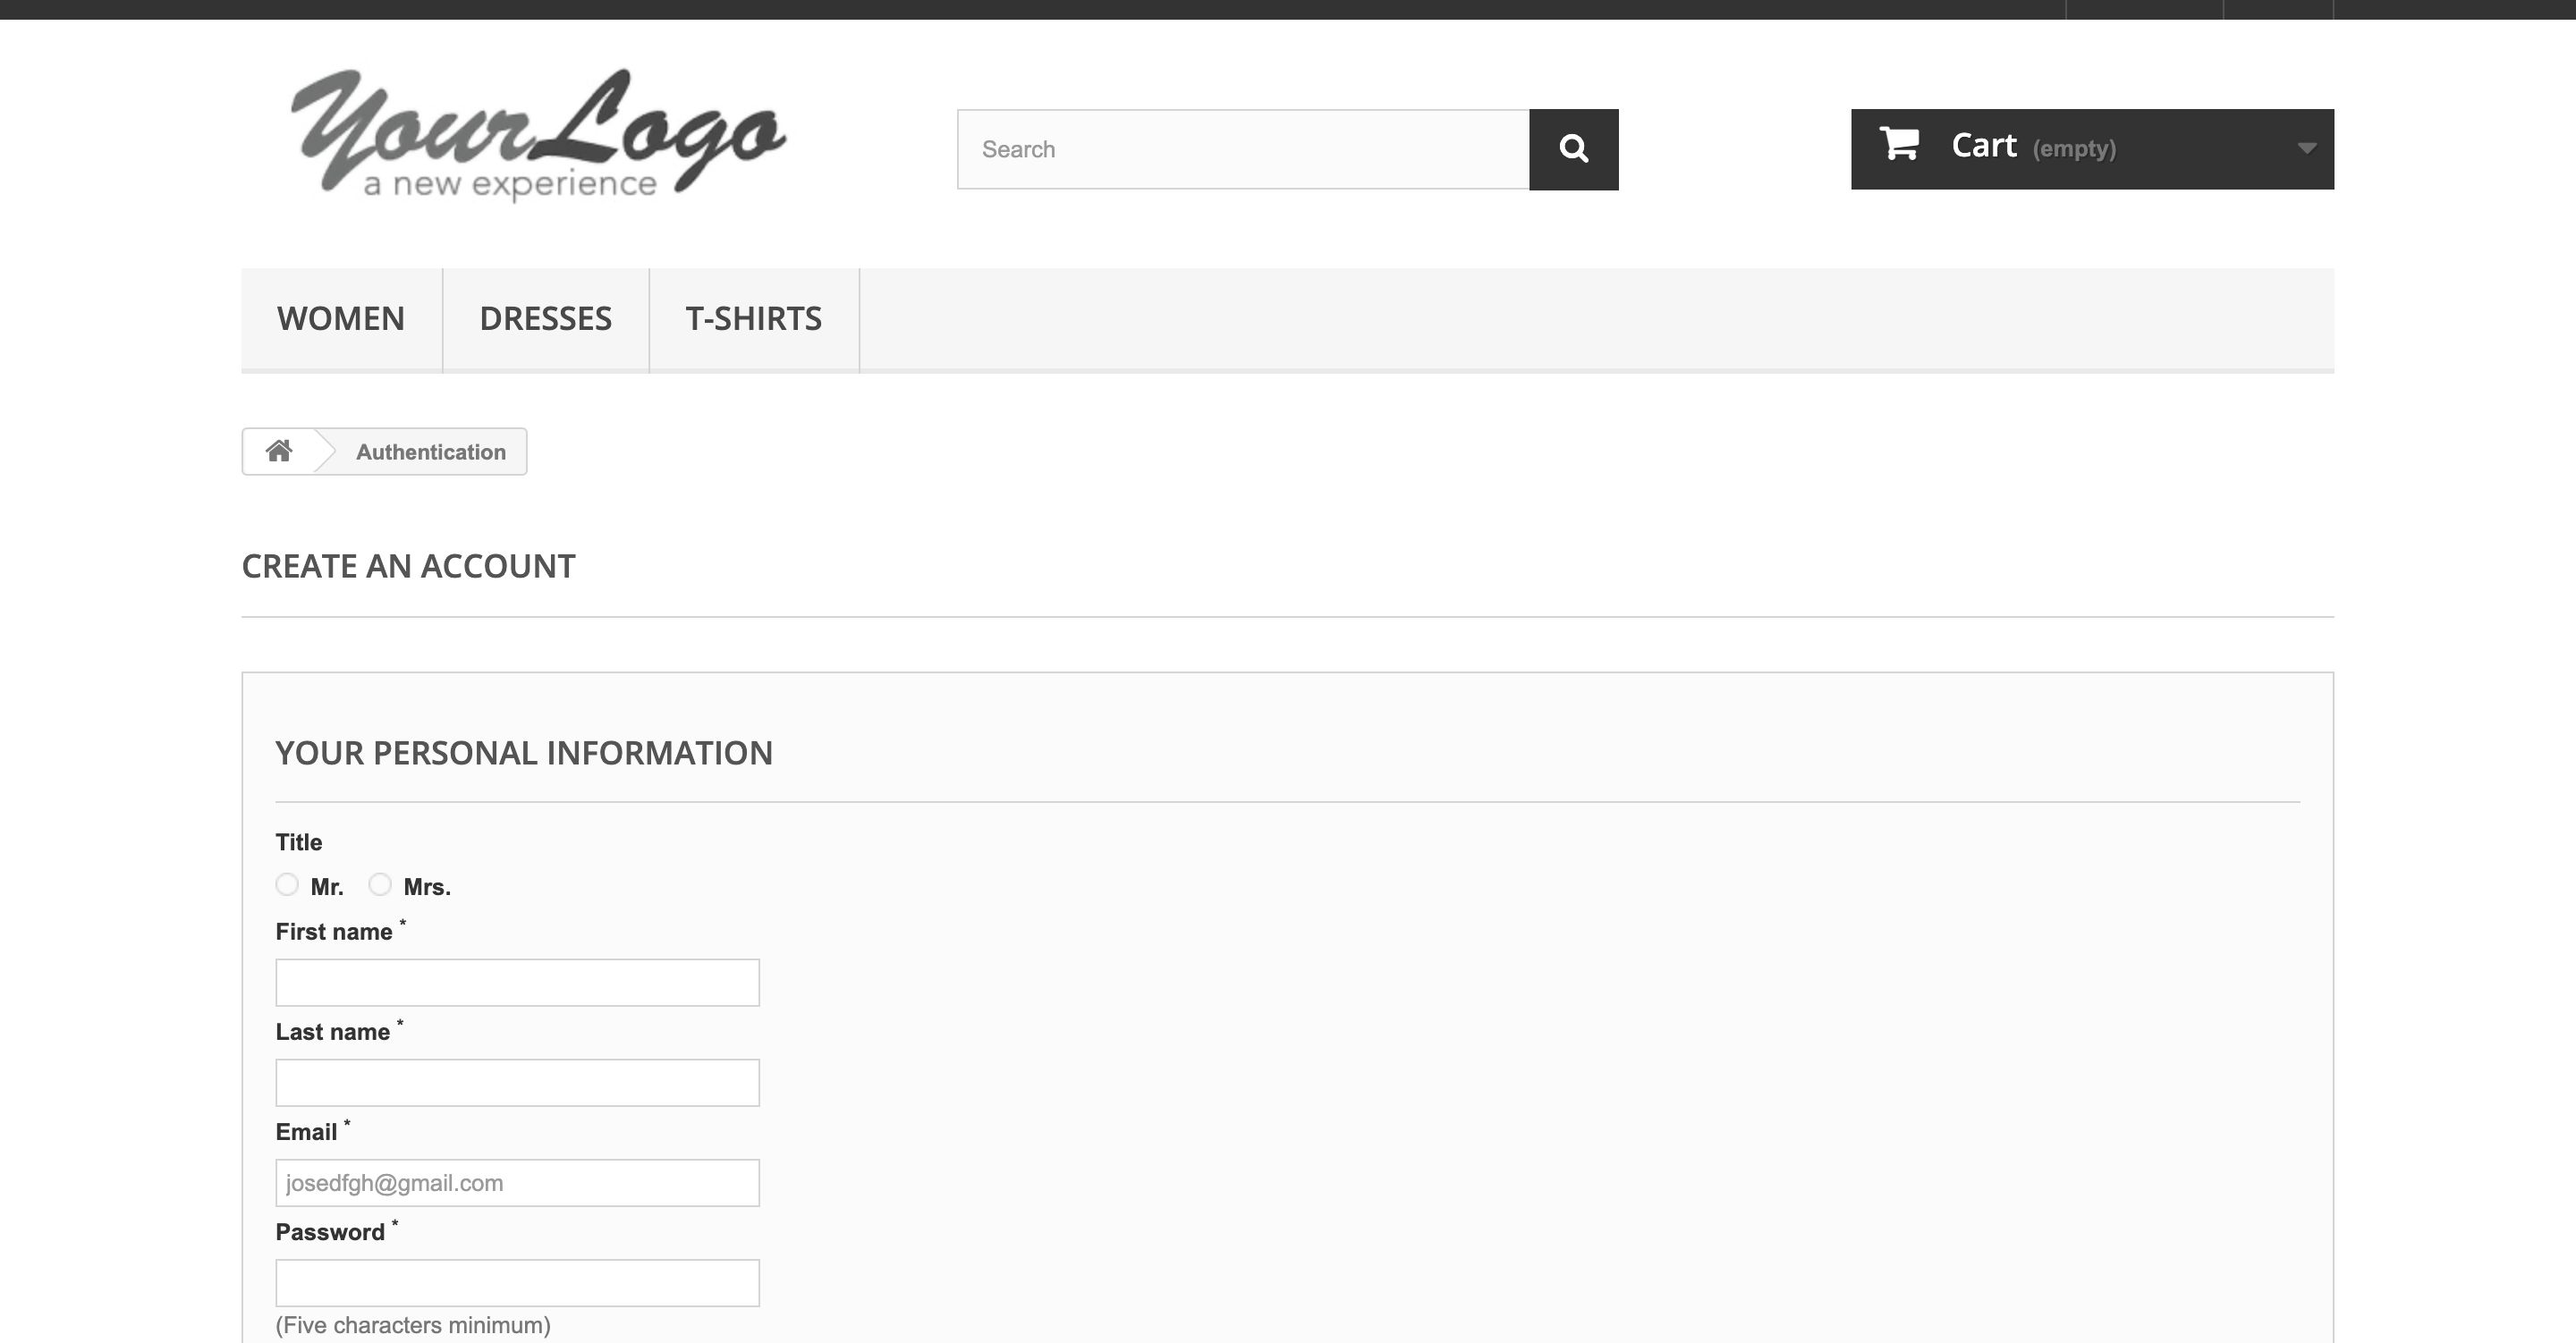 YourLogo
a new experience
Search
Cart (empty)
WOMEN DRESSES T-SHIRTS
Authentication
CREATE AN ACCOUNT
YOUR PERSONAL INFORMATION
Title
Mr. Mrs.
First name *
Last name *
Email *
josedfgh@gmail.com
Password *
(Five characters minimum)